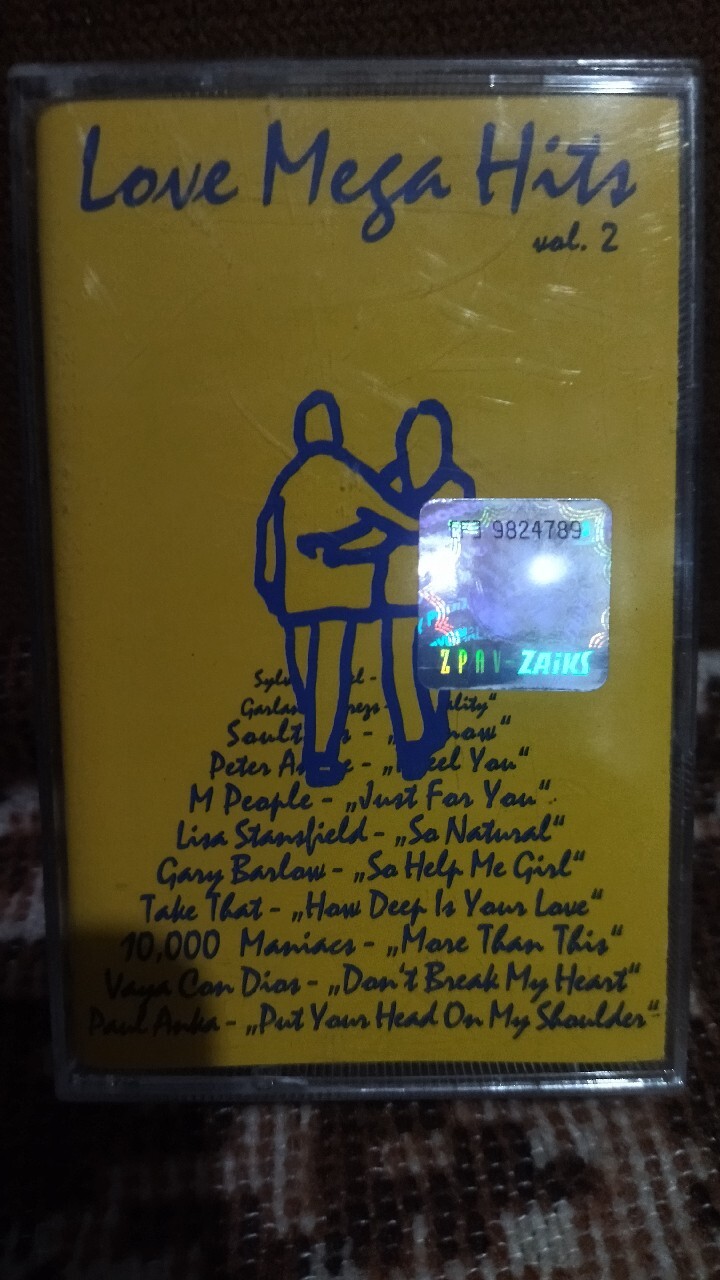 Love Mega Hits
vol. 2
9824789
ZPAV-ZAiKS
Peter - „ You“
M People - „Just For You“
Lisa Stansfield - „So Natural“
Gary Barlow - „So Help Me Girl“
Take That - „How Deep Is Your Love“
10,000 Maniacs - „More Than This“
Vaya Con Dios - „Don't Break My Heart“
Paul Anka - „Put Your Head On My Shoulder“